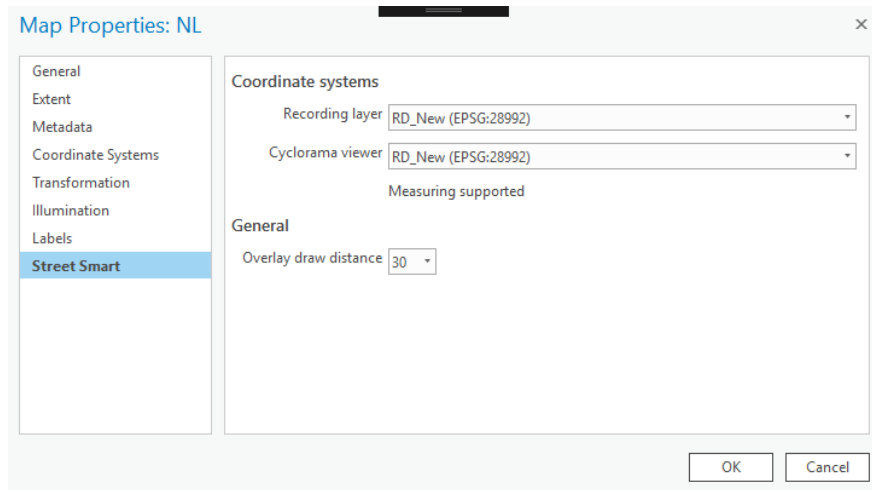 Map Properties: NL
General
Extent
Metadata
Coordinate Systems
Transformation
Illumination
Labels
Street Smart
Coordinate systems
Recording layer RD_New (EPSG:28992)
Cyclorama viewer RD_New (EPSG:28992)
Measuring supported
General
Overlay draw distance 30
OK Cancel